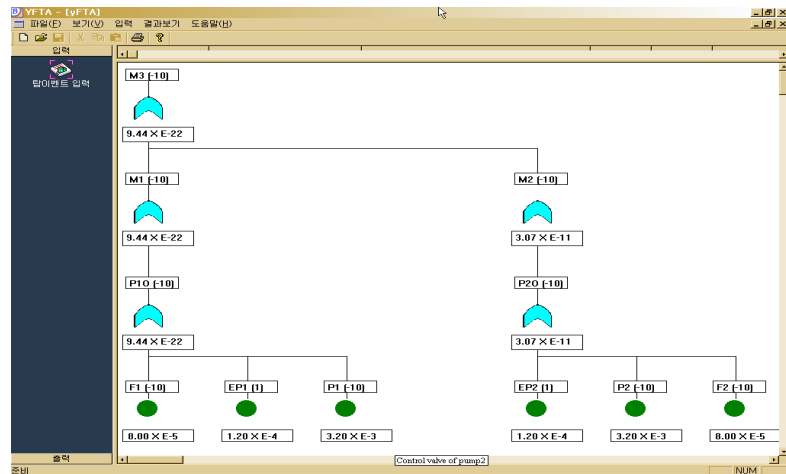 YFTA - [yFTA]
파일(F) 보기(V) 입력 결과보기 도움말(H)
입력
탑이벤트 입력
M3 (-10)
9.44 X E-22
M1 (-10) M2 (-10)
9.44 X E-22 3.07 X E-11
P1O (-10) P2O (-10)
9.44 X E-22 3.07 X E-11
F1 (-10) EP1 (1) P1 (-10) EP2 (1) P2 (-10) F2 (-10)
8.00 X E-5 1.20 X E-4 3.20 X E-3 1.20 X E-4 3.20 X E-3 8.00 X E-5
출력 Control valve of pump2
준비 NUM